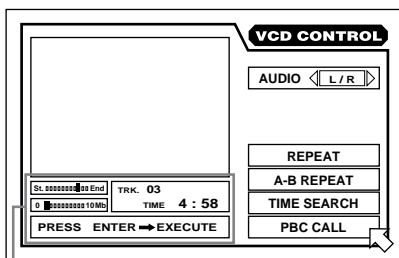 VCD CONTROL
AUDIO L / R
REPEAT
A-B REPEAT
TIME SEARCH
PBC CALL
St. End
0 10Mb
TRK. 03
TIME 4 : 58
PRESS ENTER ➡ EXECUTE